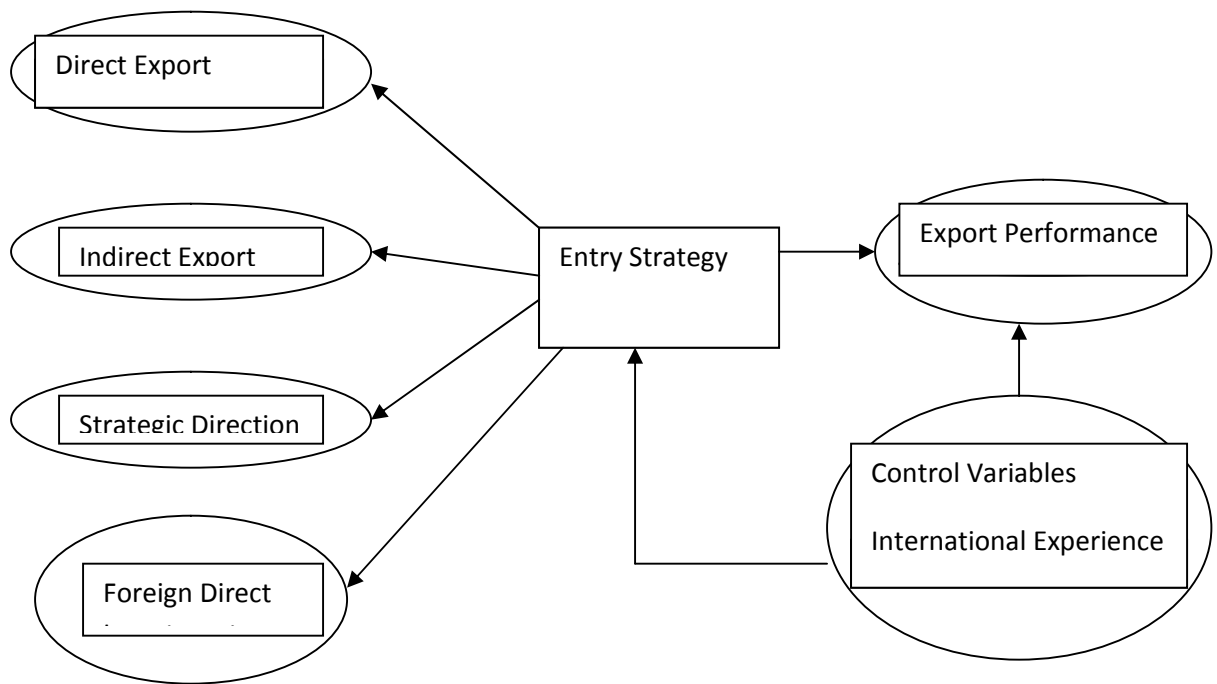 Direct Export
Indirect Export
Strategic Direction
Foreign Direct
Entry Strategy
Export Performance
Control Variables
International Experience